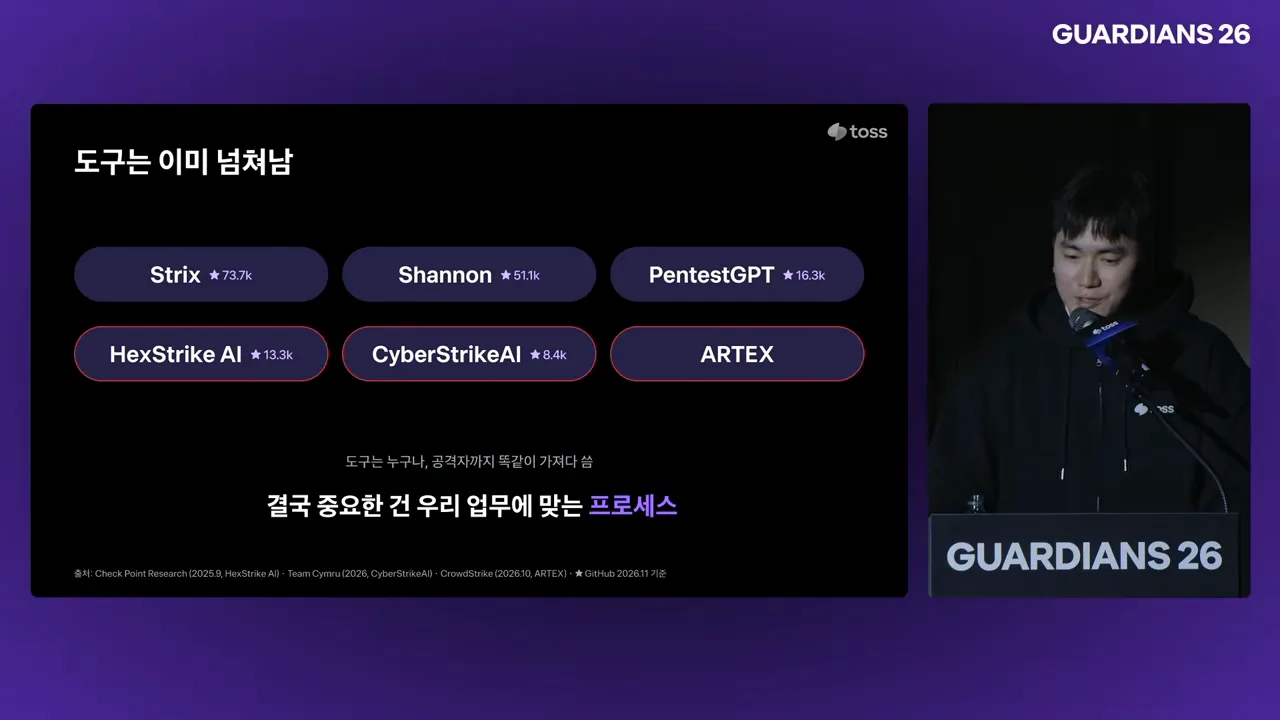 GUARDIANS 26
toss
도구는 이미 넘쳐남
Strix ★ 73.7k
Shannon ★ 51.1k
PentestGPT ★ 16.3k
HexStrike AI ★ 13.3k
CyberStrikeAI ★ 8.4k
ARTEX
도구는 누구나, 공격자까지 똑같이 가져다 씀
결국 중요한 건 우리 업무에 맞는 프로세스
출처: Check Point Research (2025.9, HexStrike AI) · Team Cymru (2026, CyberStrikeAI) · CrowdStrike (2026.10, ARTEX) · ★ GitHub 2026.11 기준
toss
toss
GUARDIANS 26